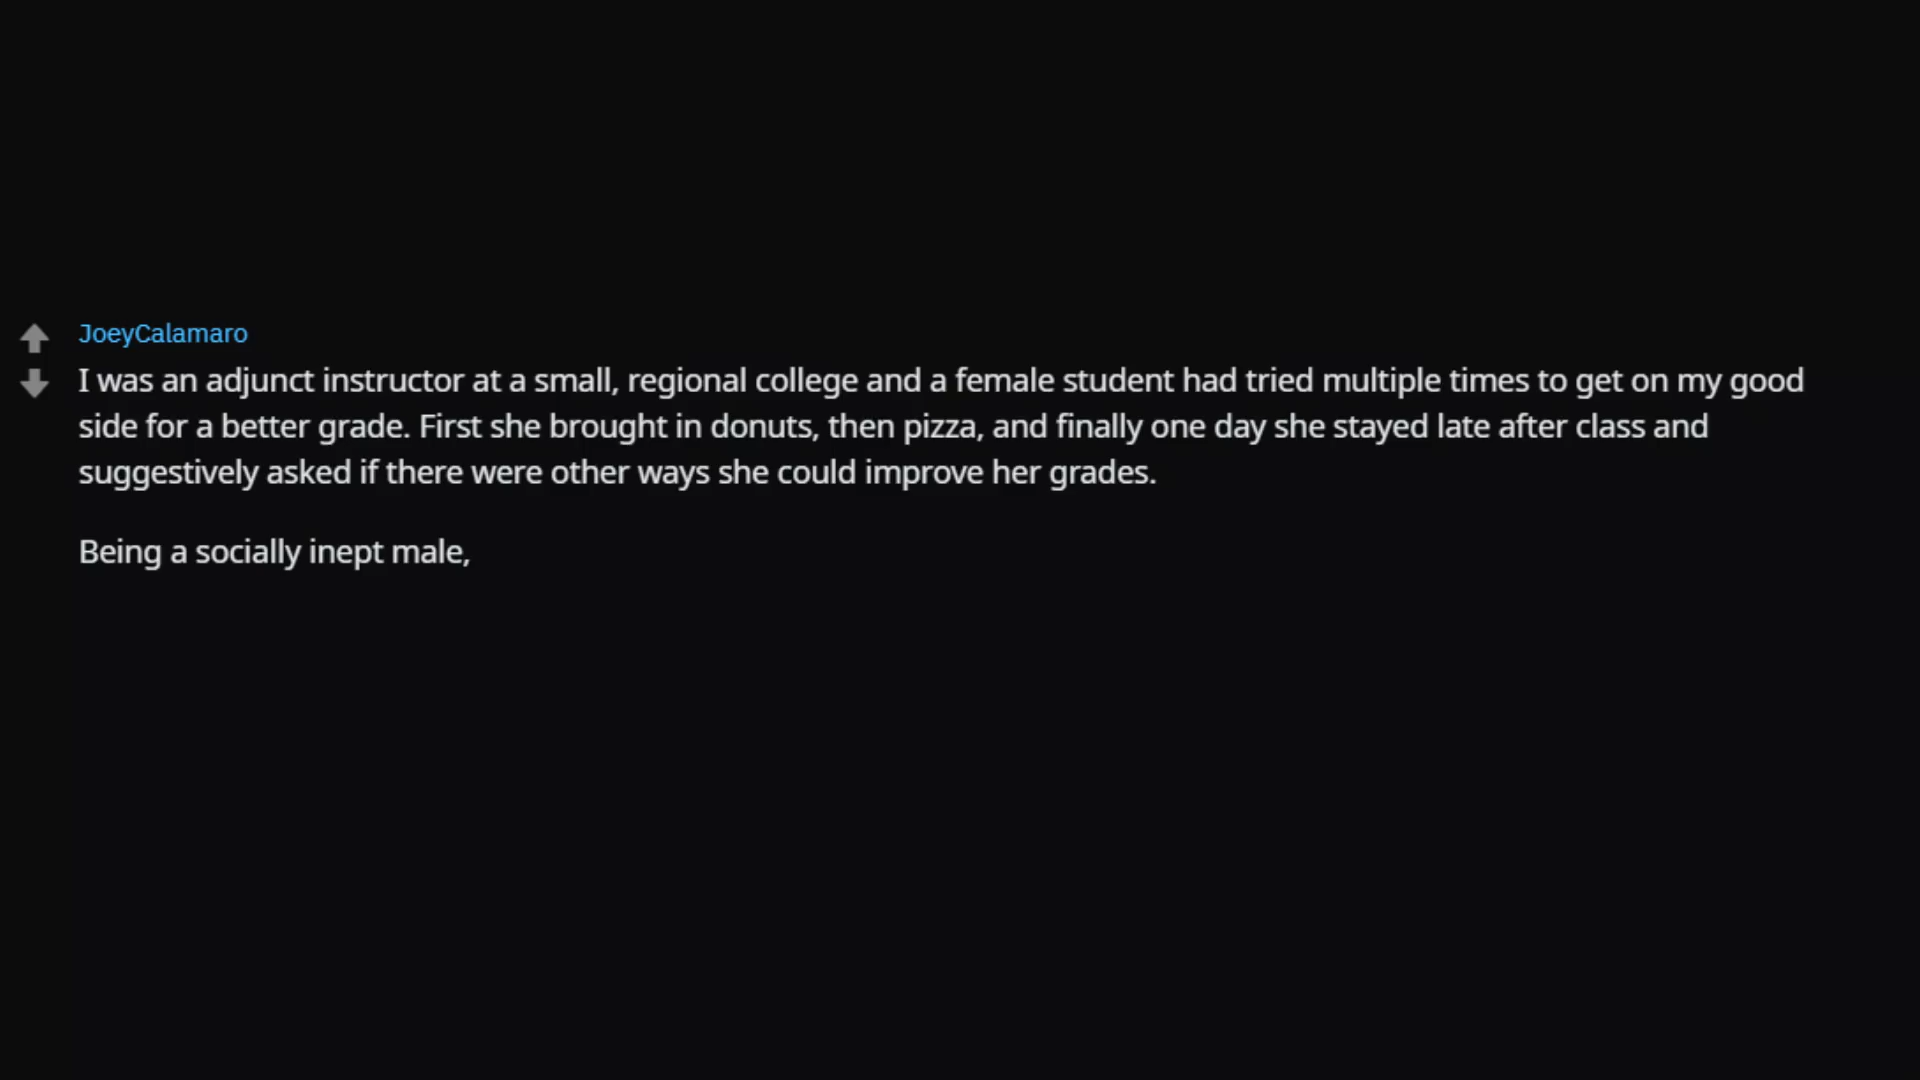 JoeyCalamaro
I was an adjunct instructor at a small, regional college and a female student had tried multiple times to get on my good
side for a better grade. First she brought in donuts, then pizza, and finally one day she stayed late after class and
suggestively asked if there were other ways she could improve her grades.
Being a socially inept male,